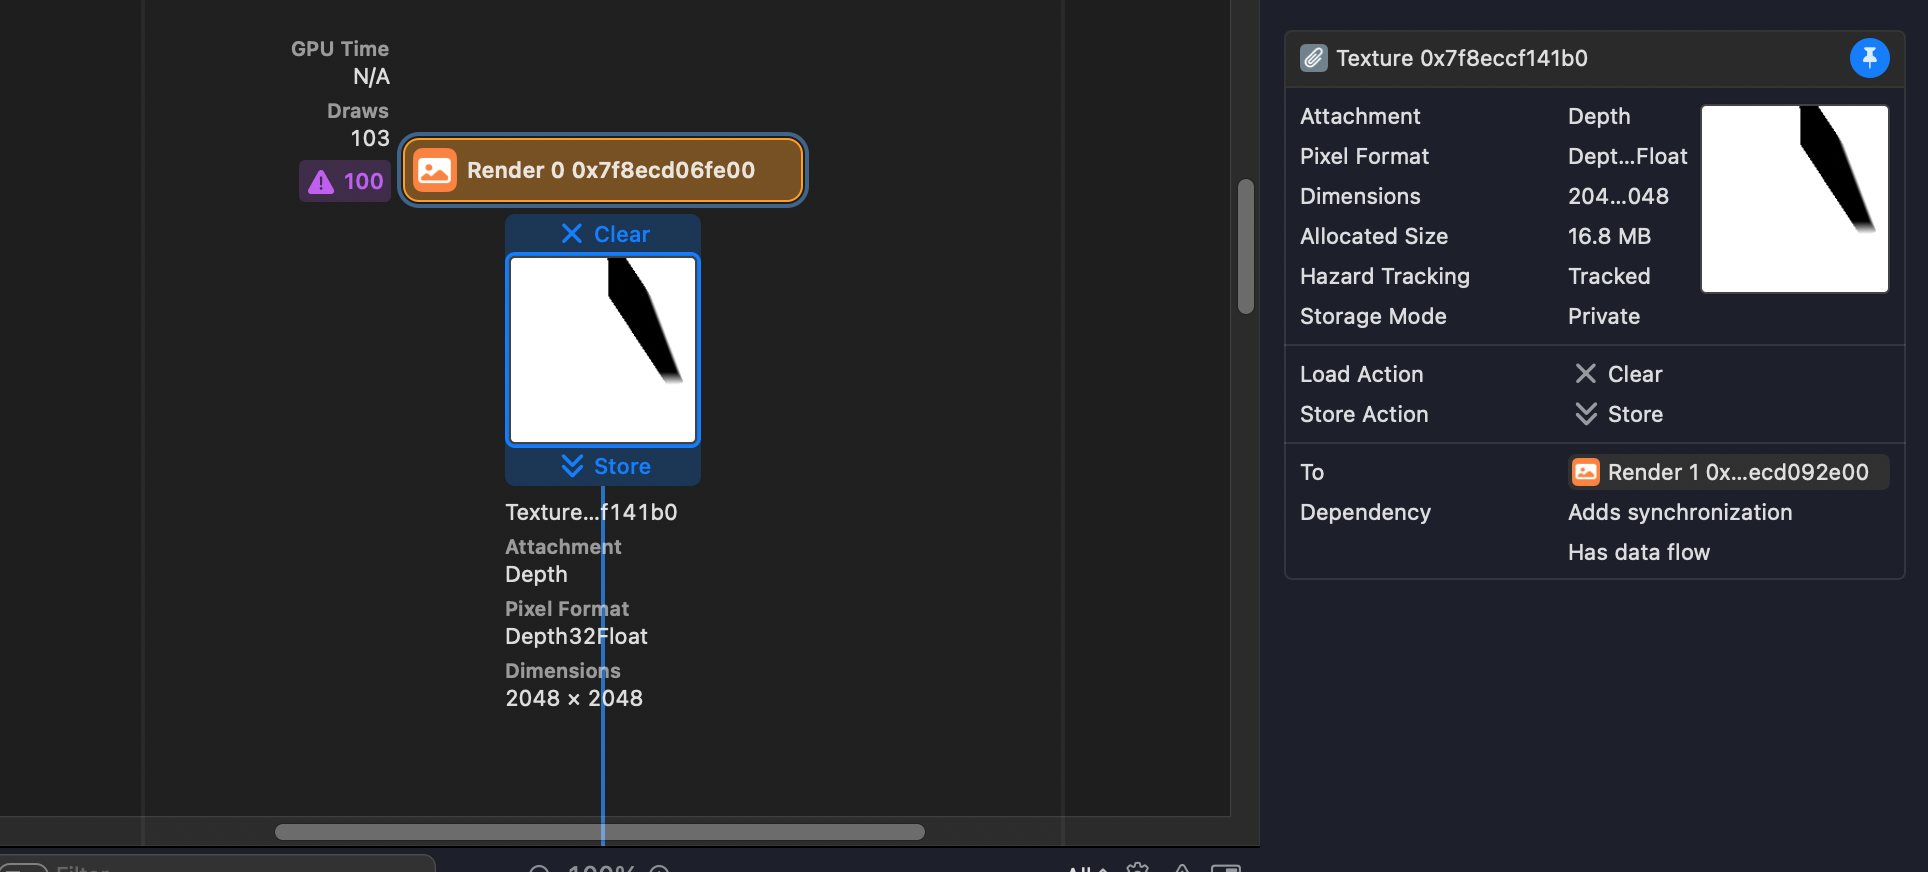 GPU Time
N/A
Draws
103
100
Render 0 0x7f8ecd06fe00
Clear
Store
Texture...f141b0
Attachment
Depth
Pixel Format
Depth32Float
Dimensions
2048 × 2048
Filter
100%
All
Texture 0x7f8eccf141b0
Attachment Depth
Pixel Format Dept...Float
Dimensions 204...048
Allocated Size 16.8 MB
Hazard Tracking Tracked
Storage Mode Private
Load Action Clear
Store Action Store
To Render 1 0x...ecd092e00
Dependency Adds synchronization
Has data flow